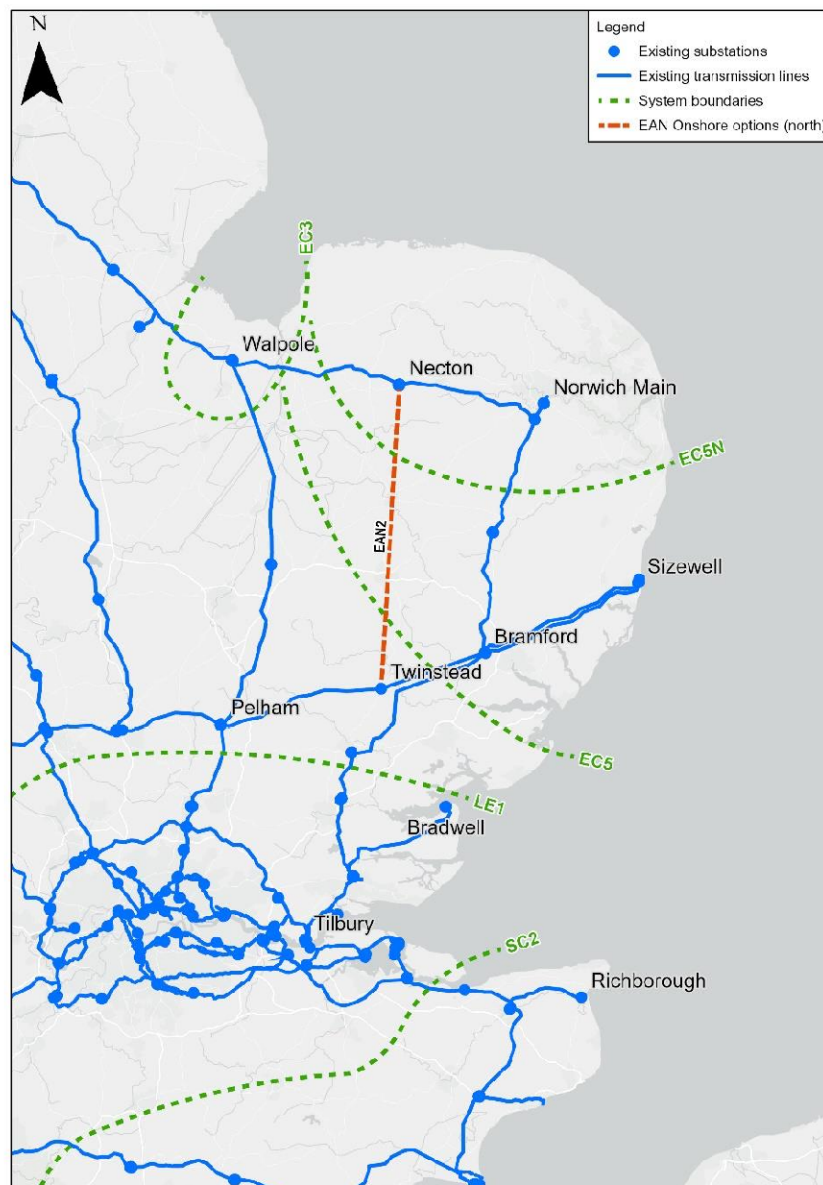 N
Legend
Existing substations
Existing transmission lines
System boundaries
EAN Onshore options (north)
EC3
Walpole
Necton
Norwich Main
EC5N
EAN2
Sizewell
Bramford
Twinstead
Pelham
EC5
LE1
Bradwell
Tilbury
SC2
Richborough